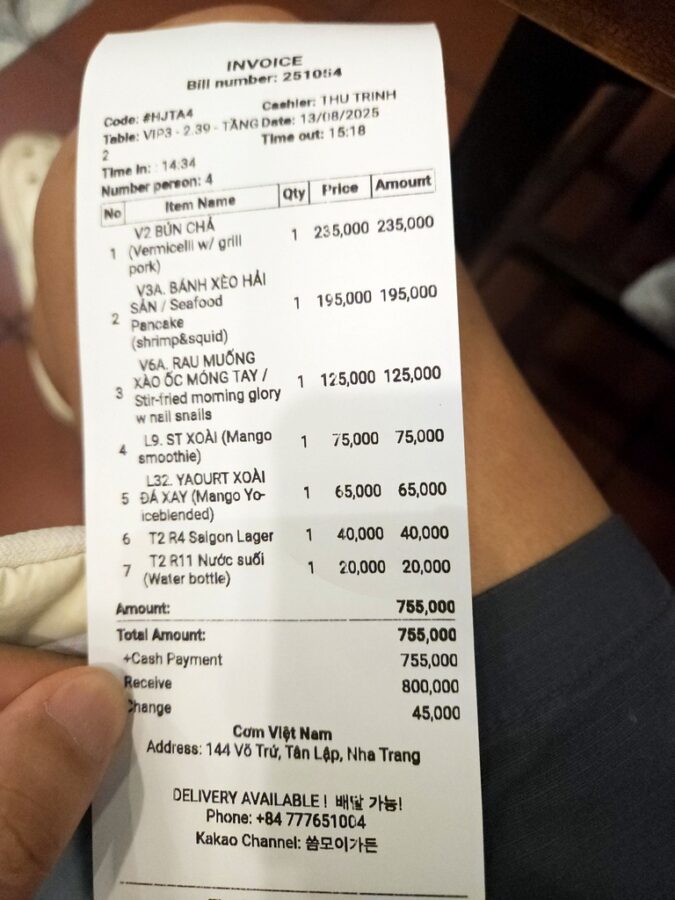 INVOICE
Bill number: 251054
Code: #HJTA4 Cashier: THU TRINH
Table: VIP3 - 2.39 - TẦNG 2 Date: 13/08/2025
Time out: 15:18
Time in: : 14:34
Number person: 4
No Item Name Qty Price Amount
1 V2 BÚN CHẢ (Vermicelli w/ grill pork) 1 235,000 235,000
2 V3A. BÁNH XÈO HẢI SẢN / Seafood Pancake (shrimp&squid) 1 195,000 195,000
3 V6A. RAU MUỐNG XÀO ỐC MÓNG TAY / Stir-fried morning glory w nail snails 1 125,000 125,000
4 L9. ST XOÀI (Mango smoothie) 1 75,000 75,000
5 L32. YAOURT XOÀI ĐÁ XAY (Mango Yo-iceblended) 1 65,000 65,000
6 T2 R4 Saigon Lager 1 40,000 40,000
7 T2 R11 Nước suối (Water bottle) 1 20,000 20,000
Amount: 755,000
Total Amount: 755,000
+Cash Payment 755,000
Receive 800,000
Change 45,000
Cơm Việt Nam
Address: 144 Võ Trứ, Tân Lập, Nha Trang
DELIVERY AVAILABLE ! 배달 가능!
Phone: +84 777651004
Kakao Channel: 쏨모이가든